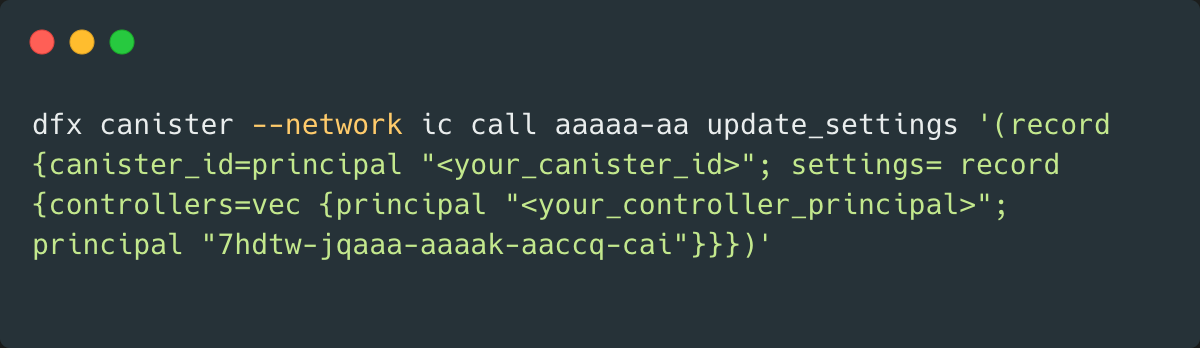 dfx canister --network ic call aaaaa-aa update_settings '(record
{canister_id=principal "<your_canister_id>"; settings= record
{controllers=vec {principal "<your_controller_principal>";
principal "7hdtw-jqaaa-aaaak-aaccq-cai"}}})'